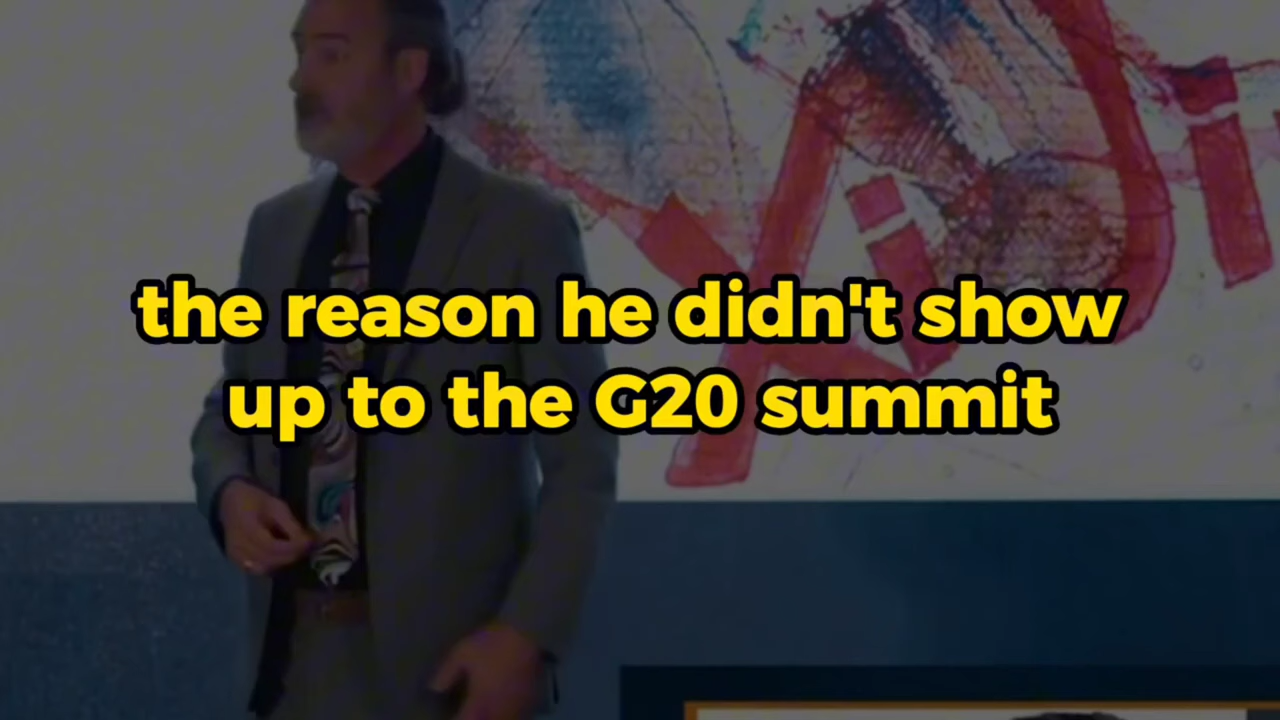 the reason he didn't show
up to the G20 summit